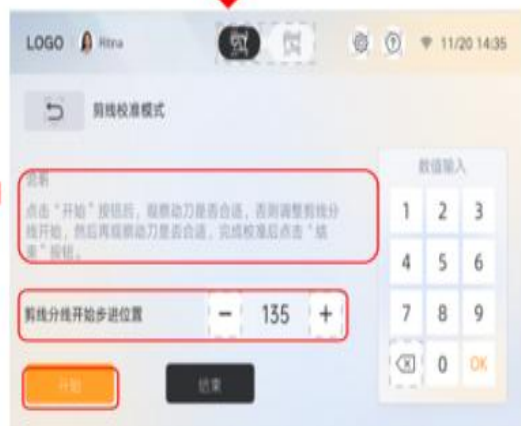 LOGO Ritna 11/20 14:35
剪线校准模式
数值输入
说明
点击“开始”按钮后，观察动刀是否合适，否则调整剪线分
线开始，然后再观察动刀是否合适，完成校准后点击“结
束”按钮。
1 2 3
4 5 6
剪线分线开始步进位置 − 135 +
7 8 9
开始 结束
0 OK